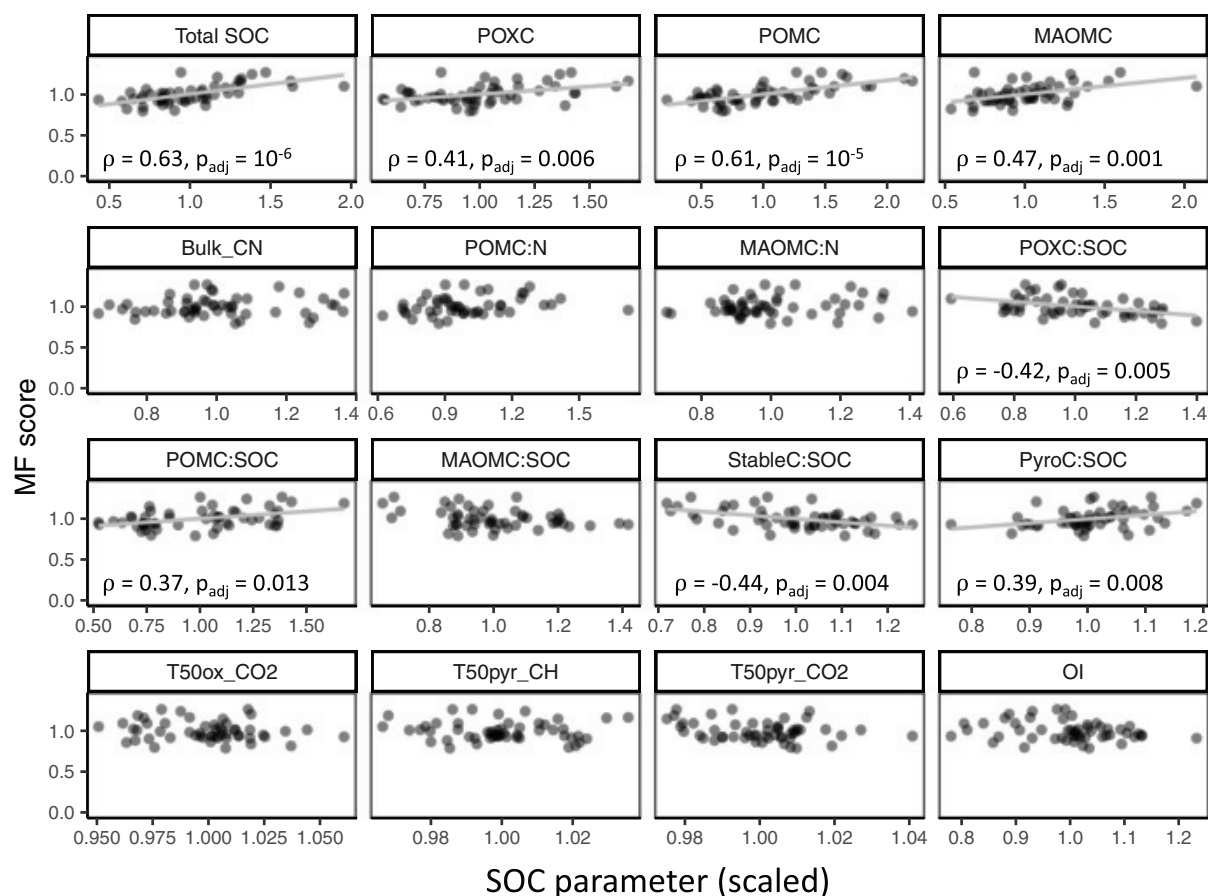 Total SOC POXC POMC MAOMC
1.0
0.5
0.0
ρ = 0.63, p_adj = 10^-6 ρ = 0.41, p_adj = 0.006 ρ = 0.61, p_adj = 10^-5 ρ = 0.47, p_adj = 0.001
0.5 1.0 1.5 2.0 0.75 1.00 1.25 1.50 0.5 1.0 1.5 2.0 0.5 1.0 1.5 2.0
Bulk_CN POMC:N MAOMC:N POXC:SOC
1.0
0.5
0.0
ρ = -0.42, p_adj = 0.005
0.8 1.0 1.2 1.4 0.6 0.9 1.2 1.5 0.8 1.0 1.2 1.4 0.6 0.8 1.0 1.2 1.4
MF score
POMC:SOC MAOMC:SOC StableC:SOC PyroC:SOC
1.0
0.5
0.0
ρ = 0.37, p_adj = 0.013 ρ = -0.44, p_adj = 0.004 ρ = 0.39, p_adj = 0.008
0.50 0.75 1.00 1.25 1.50 0.8 1.0 1.2 1.4 0.7 0.8 0.9 1.0 1.1 1.2 0.8 0.9 1.0 1.1 1.2
T50ox_CO2 T50pyr_CH T50pyr_CO2 OI
1.0
0.5
0.0
0.950 0.975 1.000 1.025 1.050 0.98 1.00 1.02 0.98 1.00 1.02 1.04 0.8 0.9 1.0 1.1 1.2
SOC parameter (scaled)